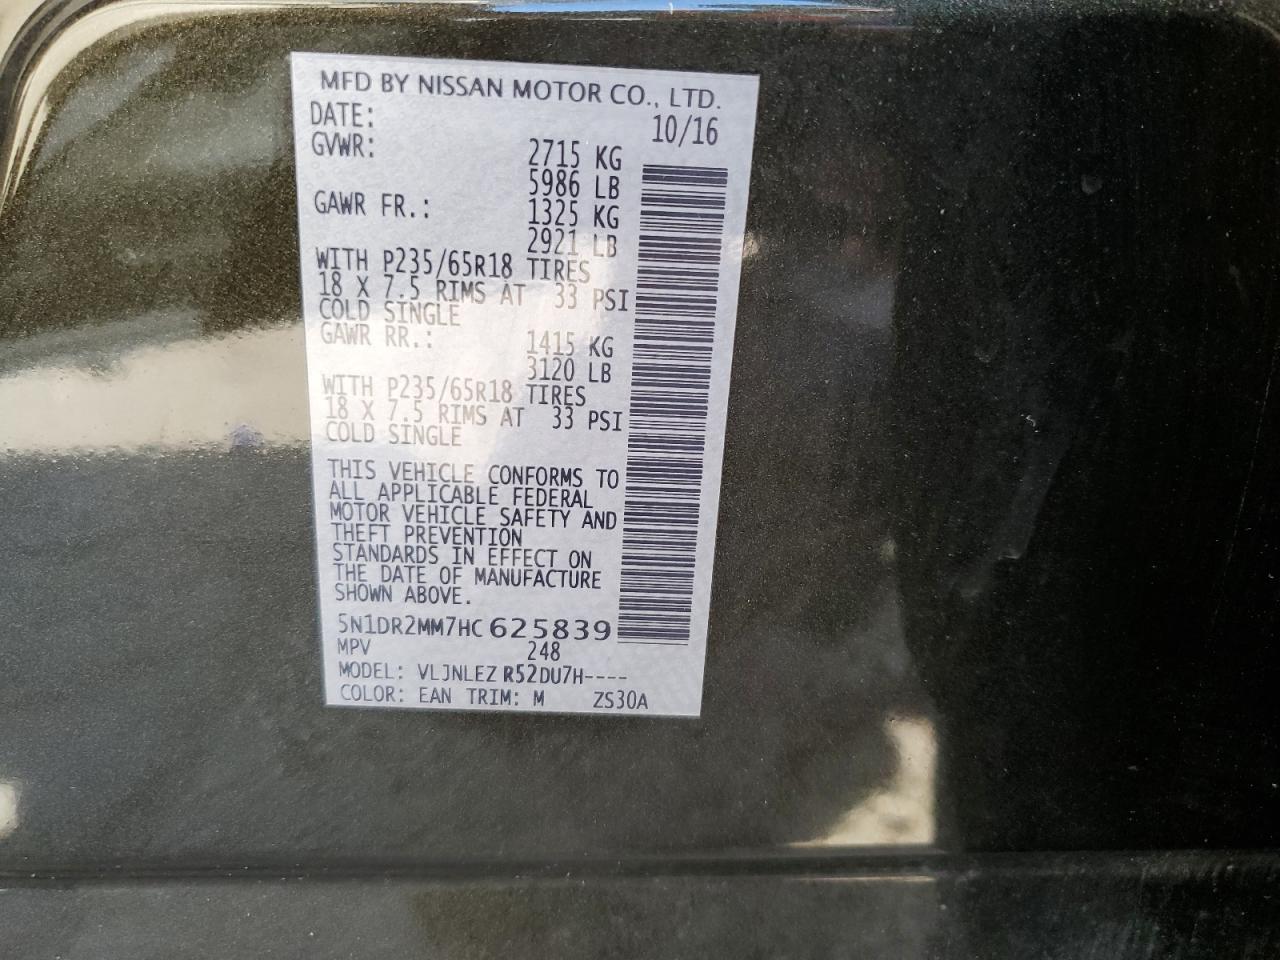 MFD BY NISSAN MOTOR CO., LTD.
DATE: 10/16
GVWR: 2715 KG
5986 LB
GAWR FR.: 1325 KG
2921 LB
WITH P235/65R18 TIRES
18 X 7.5 RIMS AT 33 PSI
COLD SINGLE
GAWR RR.: 1415 KG
3120 LB
WITH P235/65R18 TIRES
18 X 7.5 RIMS AT 33 PSI
COLD SINGLE
THIS VEHICLE CONFORMS TO
ALL APPLICABLE FEDERAL
MOTOR VEHICLE SAFETY AND
THEFT PREVENTION
STANDARDS IN EFFECT ON
THE DATE OF MANUFACTURE
SHOWN ABOVE.
5N1DR2MM7HC 625839
MPV 248
MODEL: VLJNLEZ R52DU7H----
COLOR: EAN TRIM: M ZS30A